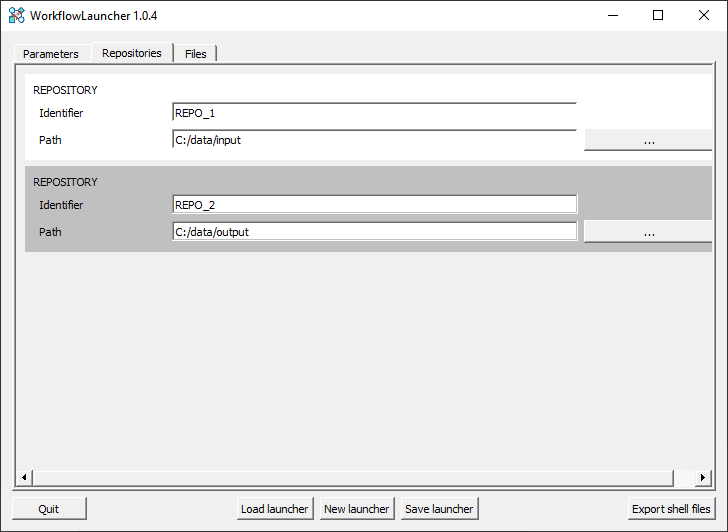 WorkflowLauncher 1.0.4
Parameters Repositories Files
REPOSITORY
Identifier REPO_1
Path C:/data/input ...
REPOSITORY
Identifier REPO_2
Path C:/data/output ...
Quit Load launcher New launcher Save launcher Export shell files